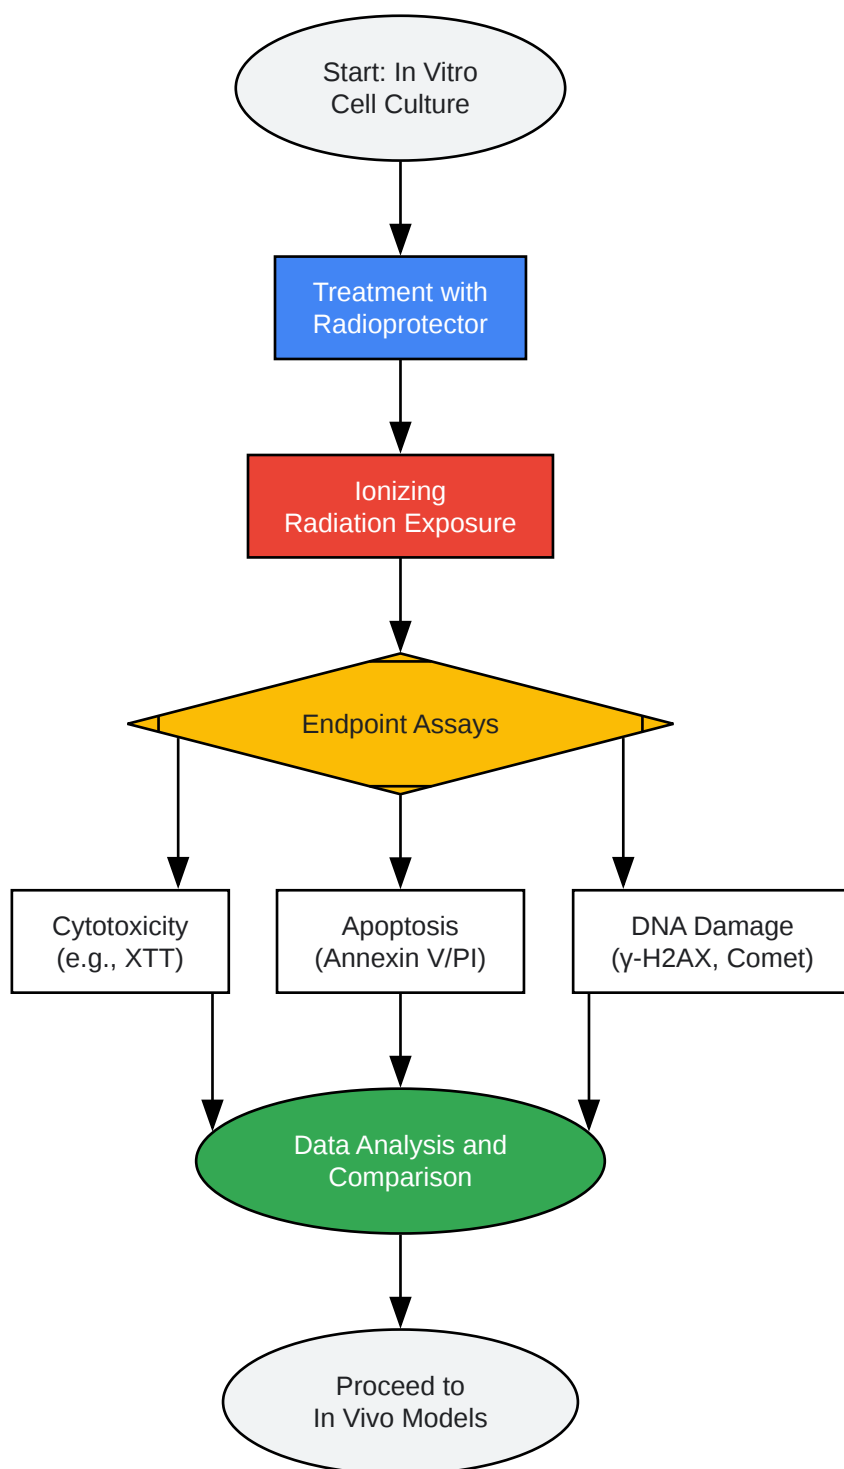 Start: In Vitro
Cell Culture
Treatment with
Radioprotector
Ionizing
Radiation Exposure
Endpoint Assays
Cytotoxicity
(e.g., XTT)
Apoptosis
(Annexin V/PI)
DNA Damage
(γ-H2AX, Comet)
Data Analysis and
Comparison
Proceed to
In Vivo Models